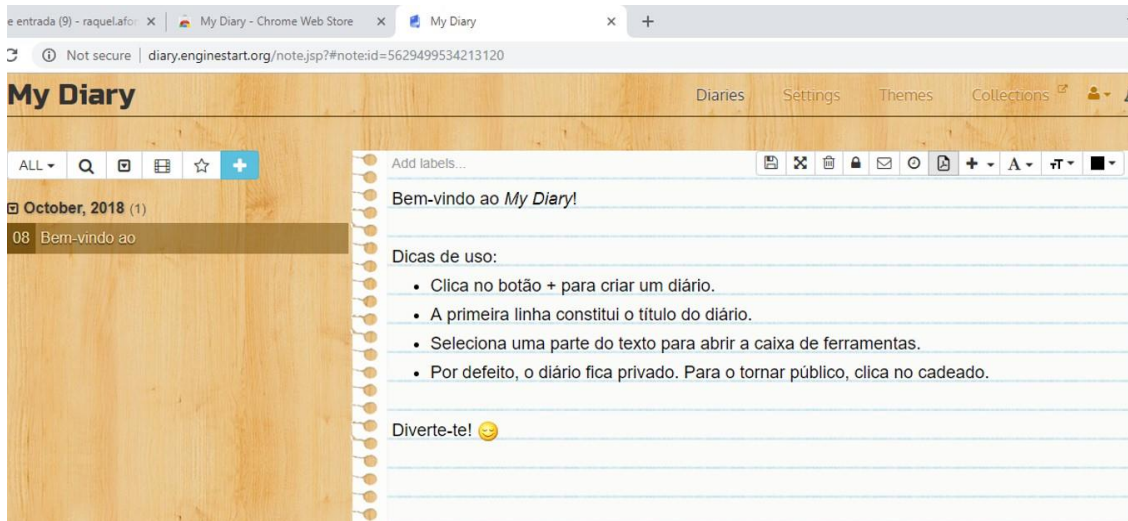 e entrada (9) - raquel.afor
My Diary - Chrome Web Store
My Diary
Not secure | diary.enginestart.org/note.jsp?#note:id=5629499534213120
My Diary
Diaries Settings Themes Collections
ALL
Add labels...
October, 2018 (1)
08 Bem-vindo ao
Bem-vindo ao My Diary!
Dicas de uso:
• Clica no botão + para criar um diário.
• A primeira linha constitui o título do diário.
• Seleciona uma parte do texto para abrir a caixa de ferramentas.
• Por defeito, o diário fica privado. Para o tornar público, clica no cadeado.
Diverte-te! 😊